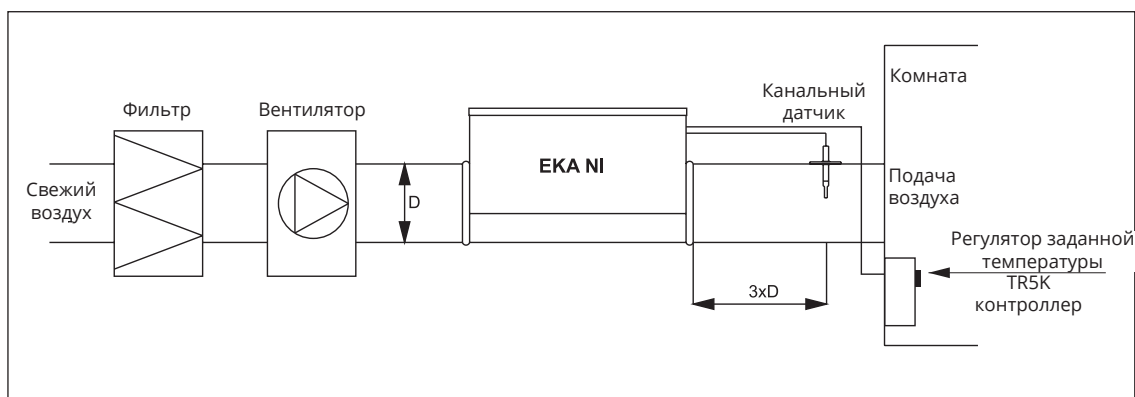 Комната
Канальный
датчик
Фильтр
Вентилятор
EKA NI
Свежий
воздух
D
Подача
воздуха
Регулятор заданной
температуры
TR5K
контроллер
3xD